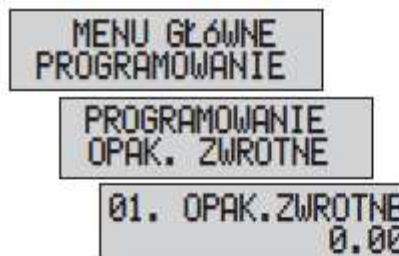 MENU GŁóWNE
PROGRAMOWANIE
PROGRAMOWANIE
OPAK. ZWROTNE
01. OPAK.ZWROTNE
0.00